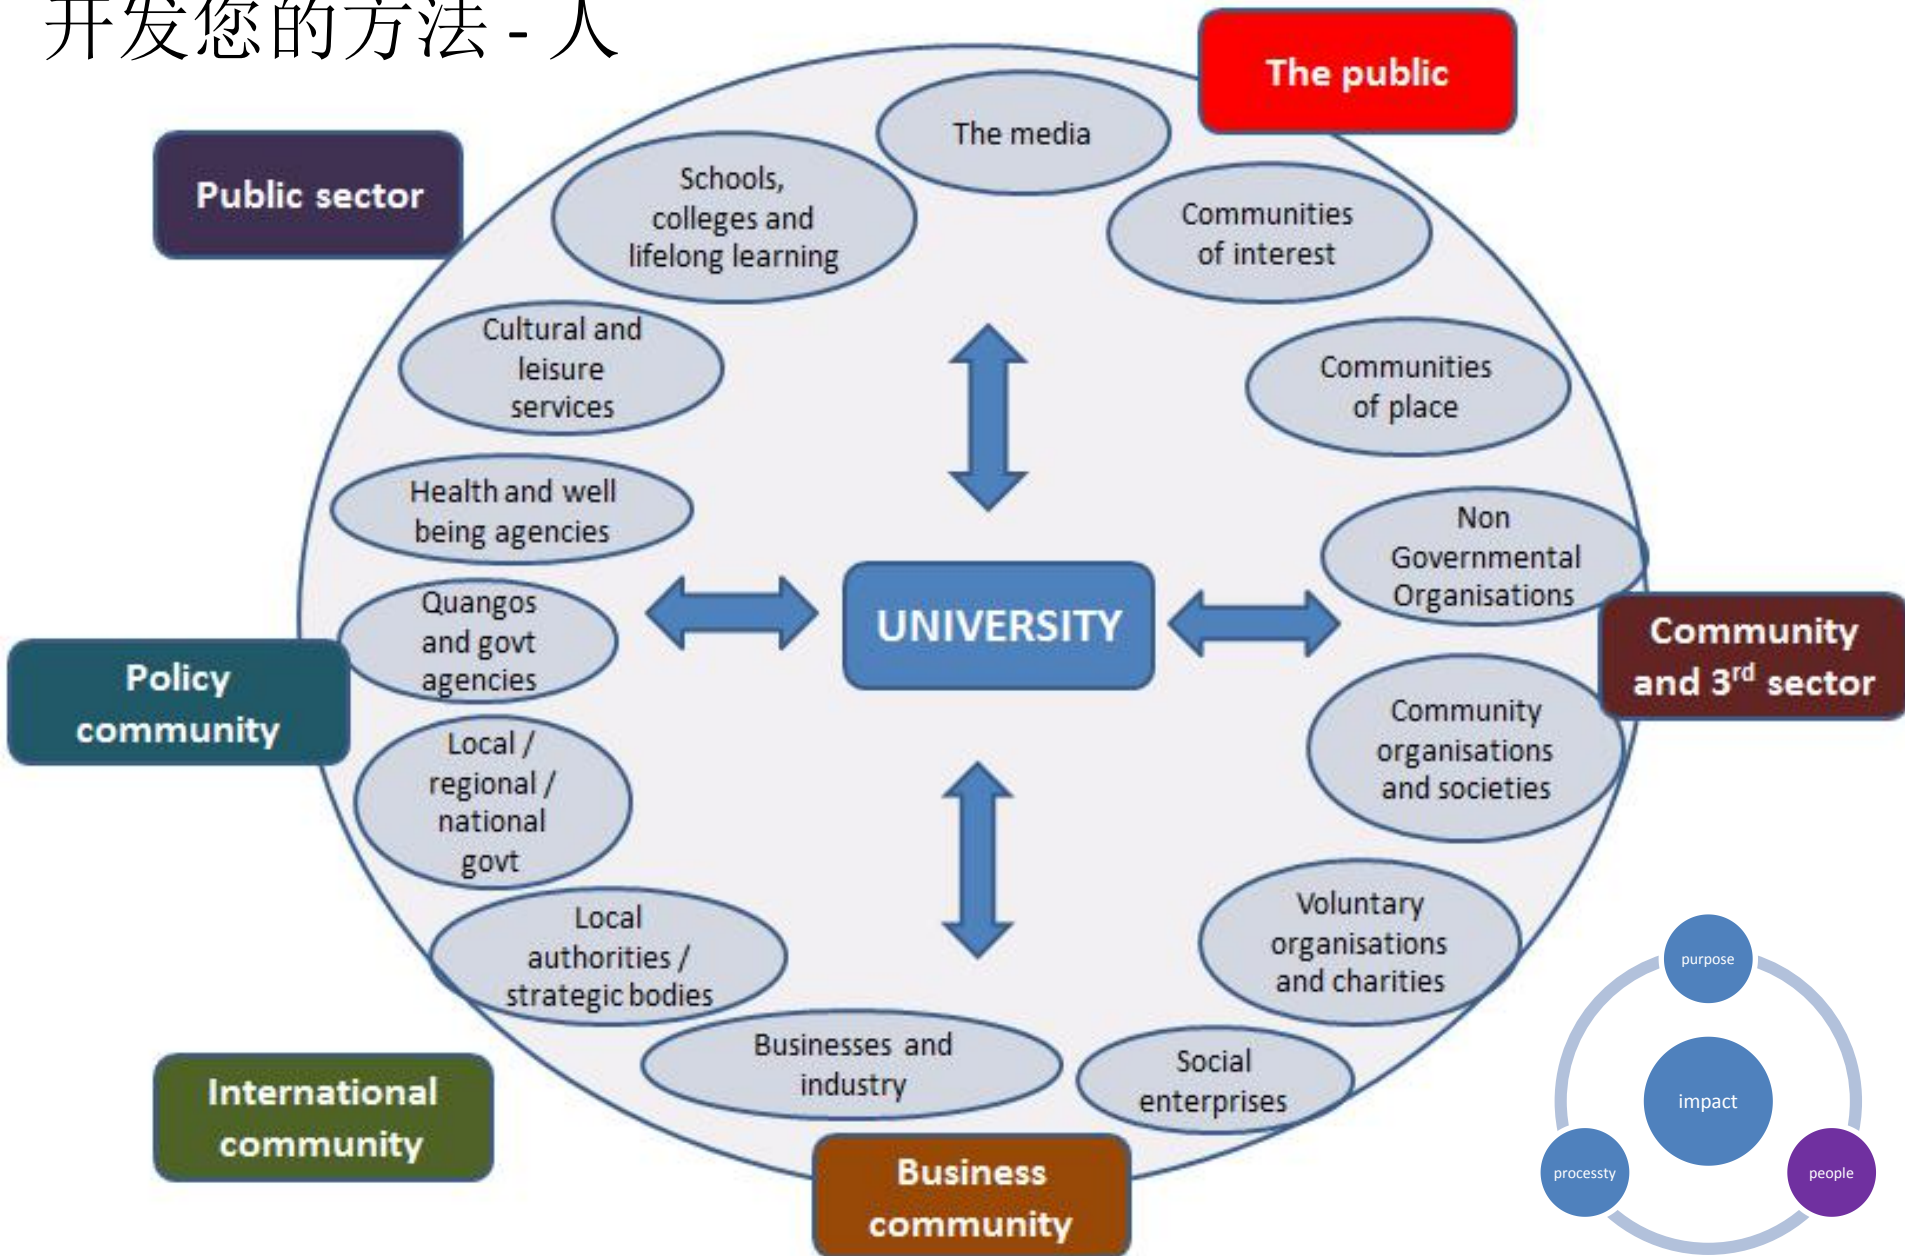 开发您的方法 - 人
The public
Public sector
The media
Schools,
colleges and
lifelong learning
Communities
of interest
Cultural and
leisure
services
Communities
of place
Health and well
being agencies
Non
Governmental
Organisations
Quangos
and govt
agencies
UNIVERSITY
Policy
community
Community
and 3rd sector
Local /
regional /
national
govt
Community
organisations
and societies
Local
authorities /
strategic bodies
Voluntary
organisations
and charities
Businesses and
industry
Social
enterprises
International
community
Business
community
purpose
impact
processty
people